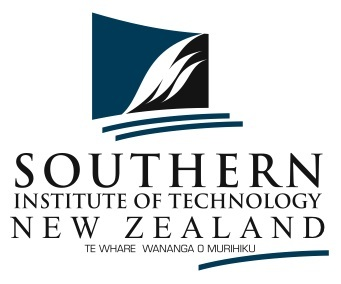 SOUTHERN
INSTITUTE OF TECHNOLOGY
NEW ZEALAND
TE WHARE WANANGA O MURIHIKU